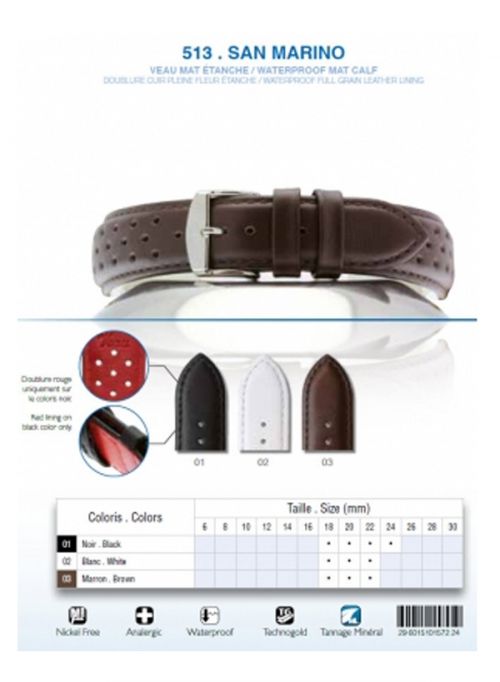 513 . SAN MARINO
VEAU MAT ÉTANCHE / WATERPROOF MAT CALF
DOUBLURE CUIR PLEINE FLEUR ÉTANCHE / WATERPROOF FULL GRAIN LEATHER LINING
Doublure rouge
uniquement sur
le coloris noir.
Red lining on
black color only.
01 02 03
Coloris . Colors
Taille . Size (mm)
6 8 10 12 14 16 18 20 22 24 26 28 30
01 Noir . Black • • • •
02 Blanc . White • • •
03 Marron . Brown • • •
Nickel Free Analergic Waterproof Technogold Tannage Minéral